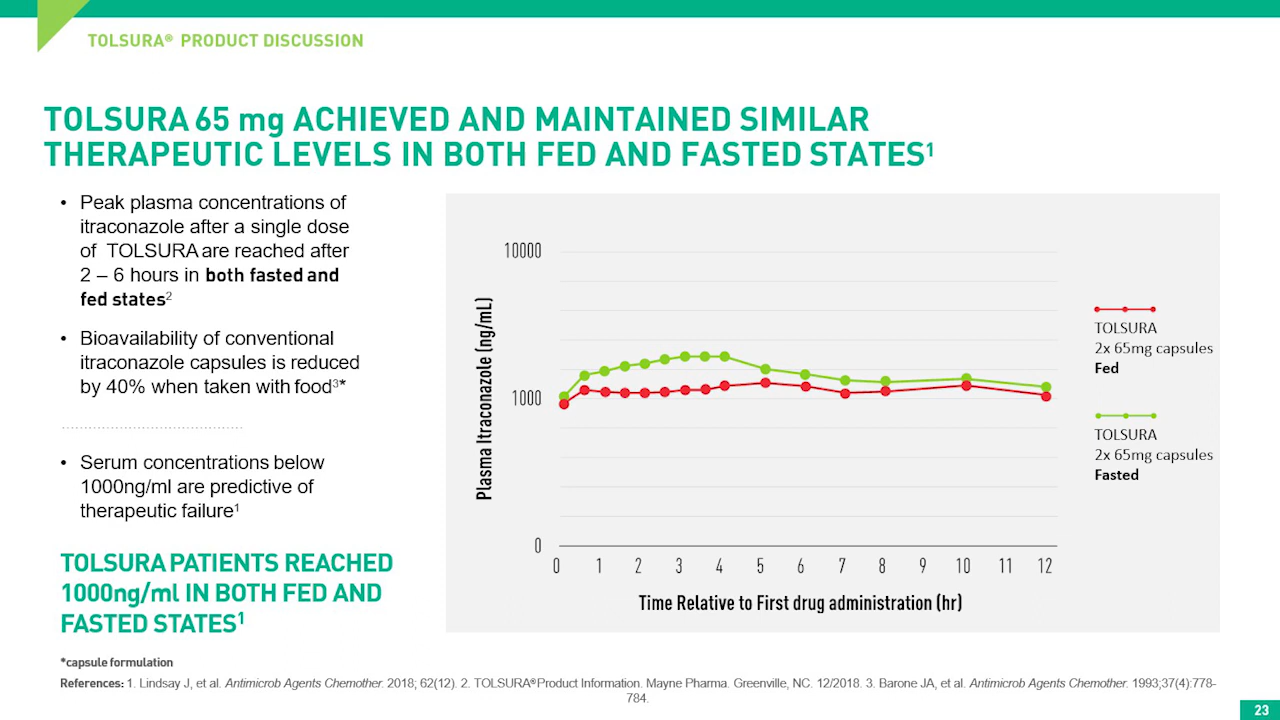 TOLSURA® PRODUCT DISCUSSION
TOLSURA 65 mg ACHIEVED AND MAINTAINED SIMILAR
THERAPEUTIC LEVELS IN BOTH FED AND FASTED STATES¹
• Peak plasma concentrations of
itraconazole after a single dose
of TOLSURA are reached after
2 – 6 hours in both fasted and
fed states²
• Bioavailability of conventional
itraconazole capsules is reduced
by 40% when taken with food³*
• Serum concentrations below
1000ng/ml are predictive of
therapeutic failure¹
TOLSURA PATIENTS REACHED
1000ng/ml IN BOTH FED AND
FASTED STATES¹
Plasma Itraconazole (ng/mL)
10000
1000
0
0 1 2 3 4 5 6 7 8 9 10 11 12
Time Relative to First drug administration (hr)
TOLSURA
2x 65mg capsules
Fed
TOLSURA
2x 65mg capsules
Fasted
*capsule formulation
References: 1. Lindsay J, et al. Antimicrob Agents Chemother. 2018; 62(12). 2. TOLSURA® Product Information. Mayne Pharma. Greenville, NC. 12/2018. 3. Barone JA, et al. Antimicrob Agents Chemother. 1993;37(4):778-
784.
23